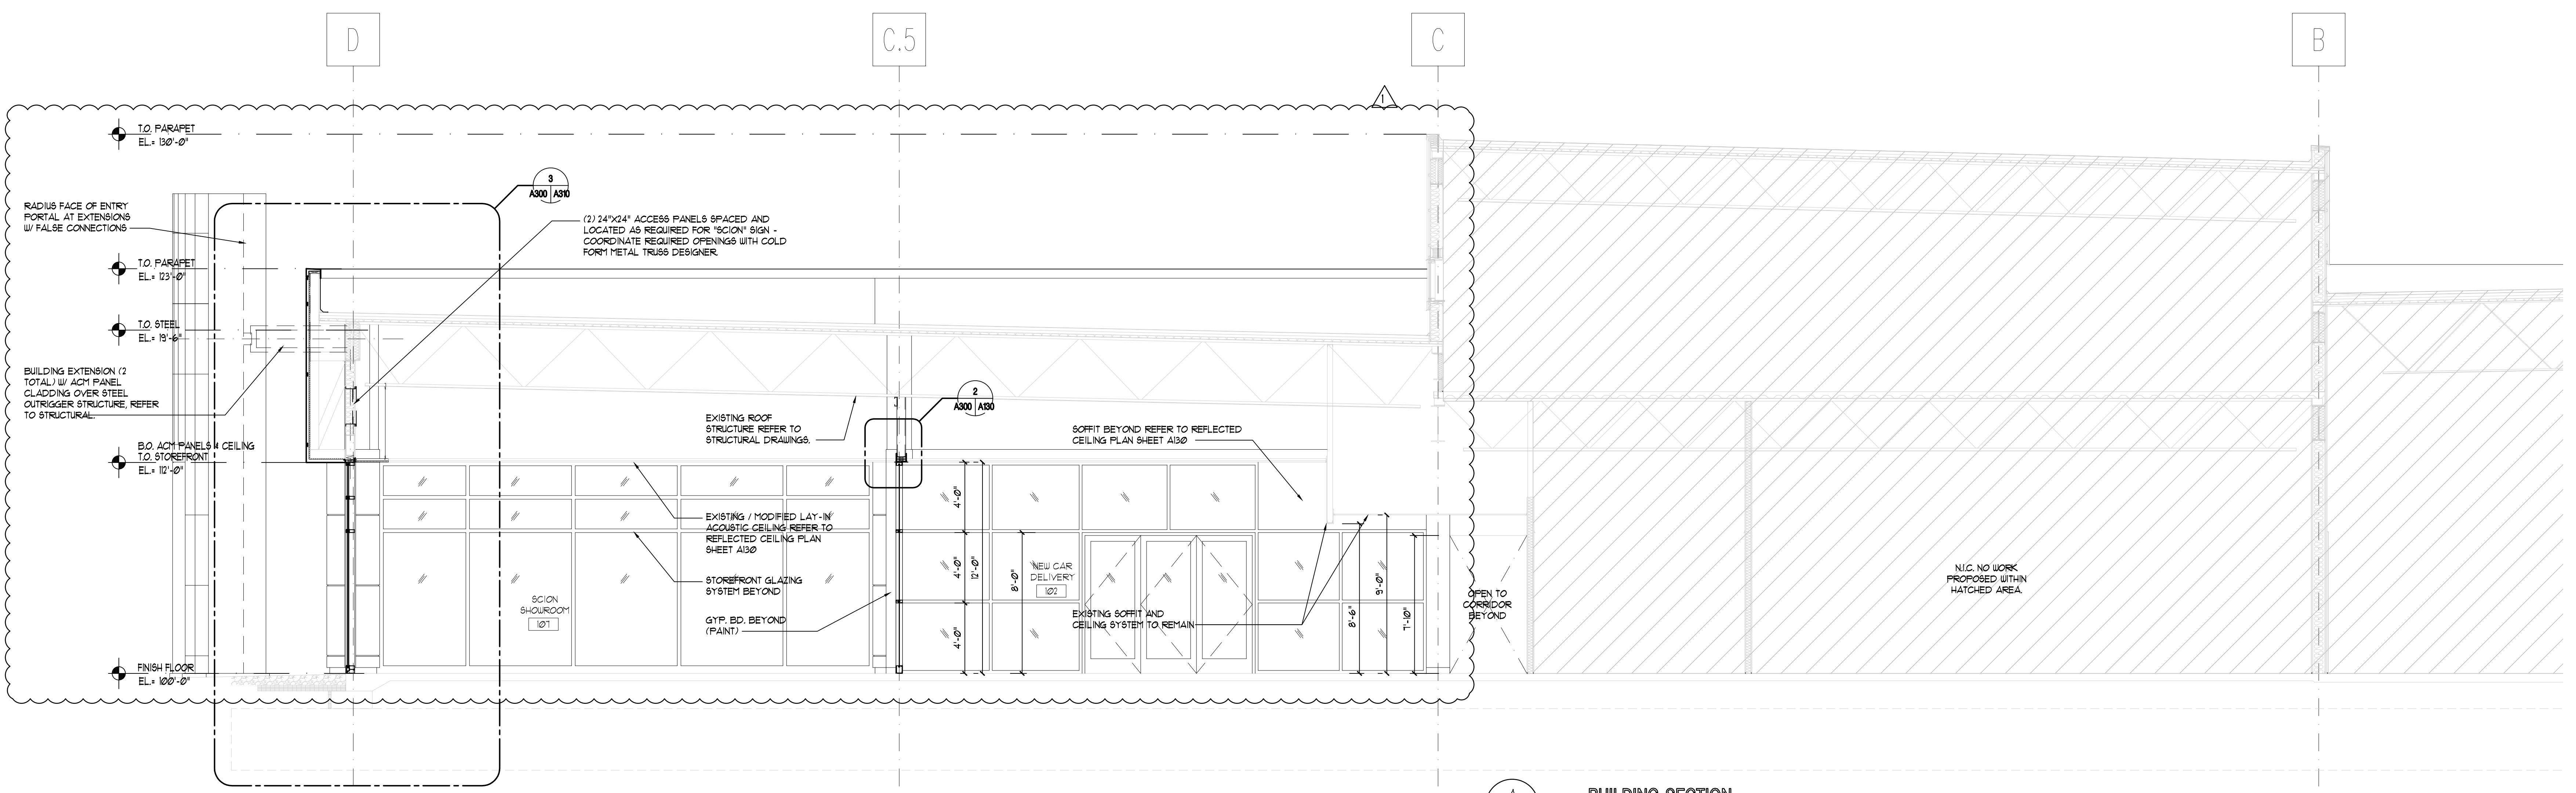 D
C.5
C
B
1
T.O. PARAPET
EL.= 130'-0"
3
A300 A310
RADIUS FACE OF ENTRY
PORTAL AT EXTENSIONS
W/ FALSE CONNECTIONS
(2) 24"X24" ACCESS PANELS SPACED AND
LOCATED AS REQUIRED FOR "SCION" SIGN -
COORDINATE REQUIRED OPENINGS WITH COLD
FORM METAL TRUSS DESIGNER.
T.O. PARAPET
EL.= 123'-0"
T.O. STEEL
EL.= 119'-6"
BUILDING EXTENSION (2
TOTAL) W/ ACM PANEL
CLADDING OVER STEEL
OUTRIGGER STRUCTURE, REFER
TO STRUCTURAL.
2
A300 A130
EXISTING ROOF
STRUCTURE REFER TO
STRUCTURAL DRAWINGS.
SOFFIT BEYOND REFER TO REFLECTED
CEILING PLAN SHEET A130
B.O. ACM PANELS & CEILING
T.O. STOREFRONT
EL.= 112'-0"
EXISTING / MODIFIED LAY-IN
ACOUSTIC CEILING REFER TO
REFLECTED CEILING PLAN
SHEET A130
STOREFRONT GLAZING
SYSTEM BEYOND
GYP. BD. BEYOND
(PAINT)
SCION
SHOWROOM
107
4'-0"
4'-0"
4'-0"
12'-0"
8'-0"
NEW CAR
DELIVERY
102
EXISTING SOFFIT AND
CEILING SYSTEM TO REMAIN
8'-6"
9'-0"
7'-10"
OPEN TO
CORRIDOR
BEYOND
N.I.C. NO WORK
PROPOSED WITHIN
HATCHED AREA.
FINISH FLOOR
EL.= 100'-0"
BUILDING SECTION